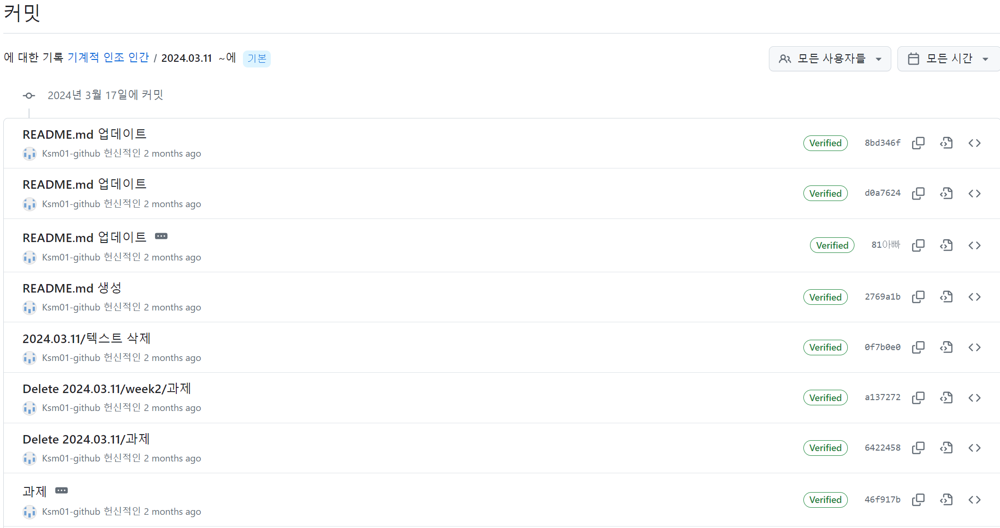 커밋
에 대한 기록 기계적 인조 인간 / 2024.03.11 ~에 기본
모든 사용자들
모든 시간
2024년 3월 17일에 커밋
README.md 업데이트
Ksm01-github 헌신적인 2 months ago
Verified 8bd346f
README.md 업데이트
Ksm01-github 헌신적인 2 months ago
Verified d0a7624
README.md 업데이트
Ksm01-github 헌신적인 2 months ago
Verified 81아빠
README.md 생성
Ksm01-github 헌신적인 2 months ago
Verified 2769a1b
2024.03.11/텍스트 삭제
Ksm01-github 헌신적인 2 months ago
Verified 0f7b0e0
Delete 2024.03.11/week2/과제
Ksm01-github 헌신적인 2 months ago
Verified a137272
Delete 2024.03.11/과제
Ksm01-github 헌신적인 2 months ago
Verified 6422458
과제
Ksm01-github 헌신적인 2 months ago
Verified 46f917b